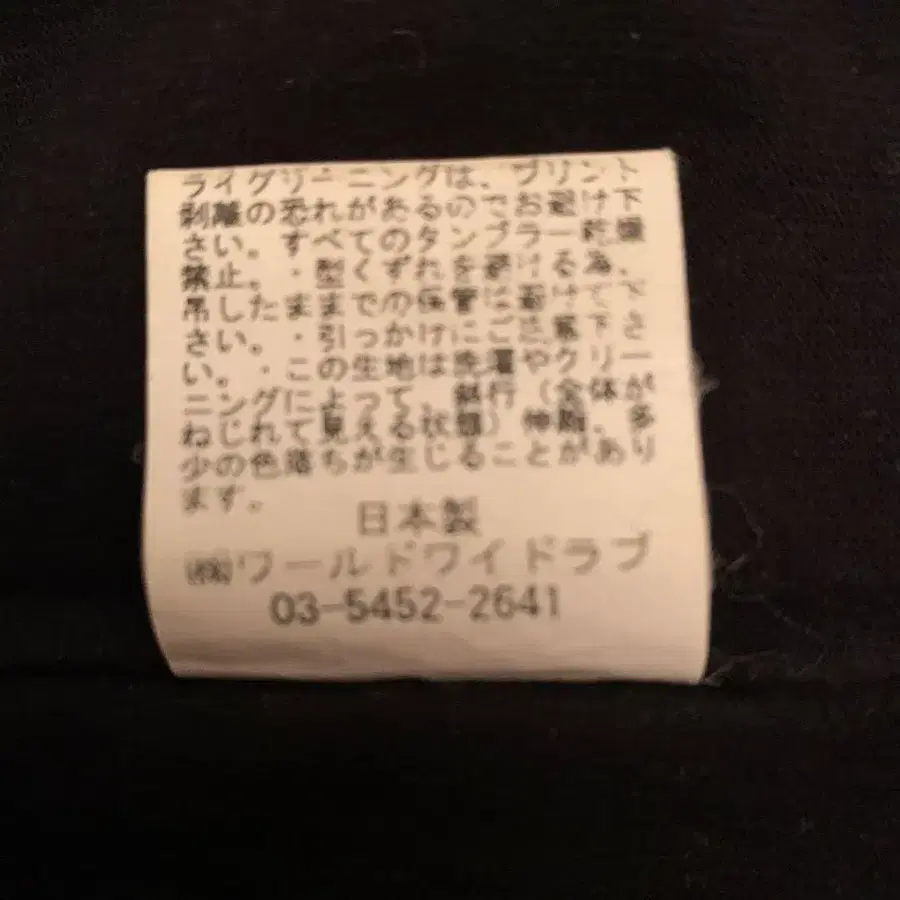 ライクリーニングは、プリント
剥離の恐れがあるのでお避け下
さい。すべてのタンブラー乾燥
禁止。・型くずれを避ける為、
吊したままでの保管は避けて下
さい。・引っかけにご注意下さ
い。・この生地は洗濯やクリー
ニングによって、斜行（全体が
ねじれて見える状態）伸縮、多
少の色落ちが生じることがあり
ます。
日本製
㈱ワールドワイドラブ
03-5452-2641